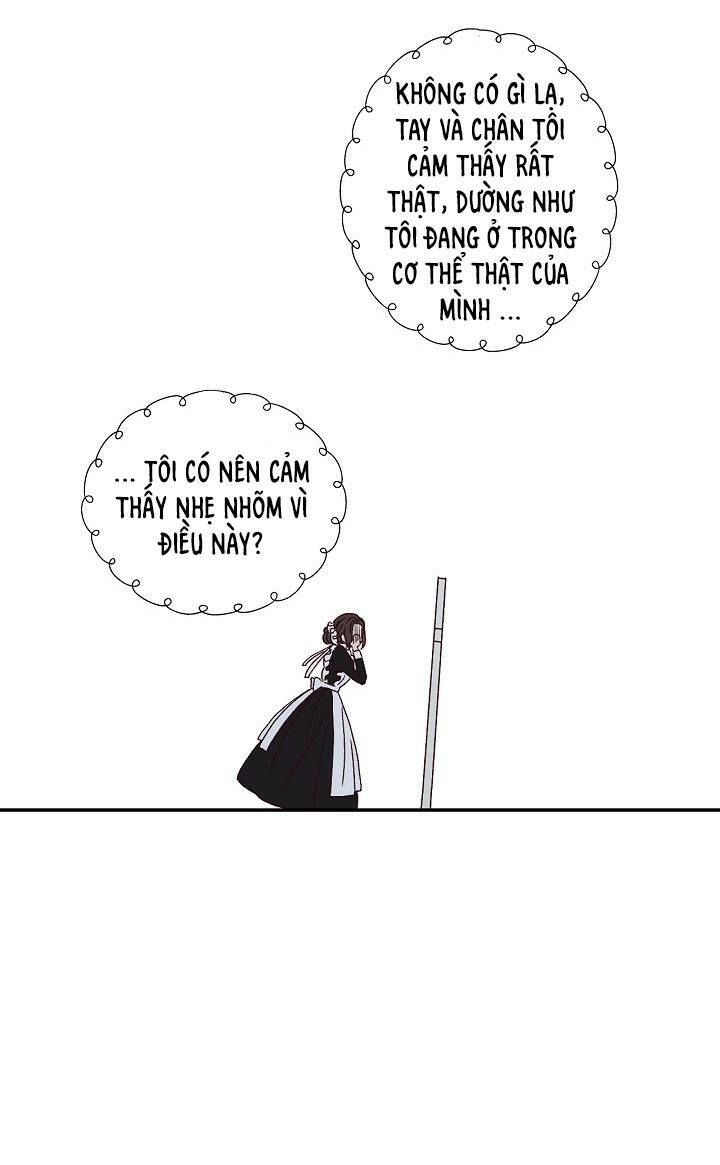 KHÔNG CÓ GÌ LẠ,
TAY VÀ CHÂN TÔI
CẢM THẤY RẤT
THẬT, DƯỜNG NHƯ
TÔI ĐANG Ở TRONG
CƠ THỂ THẬT CỦA
MÌNH ...
... TÔI CÓ NÊN CẢM
THẤY NHẸ NHÕM VÌ
ĐIỀU NÀY?